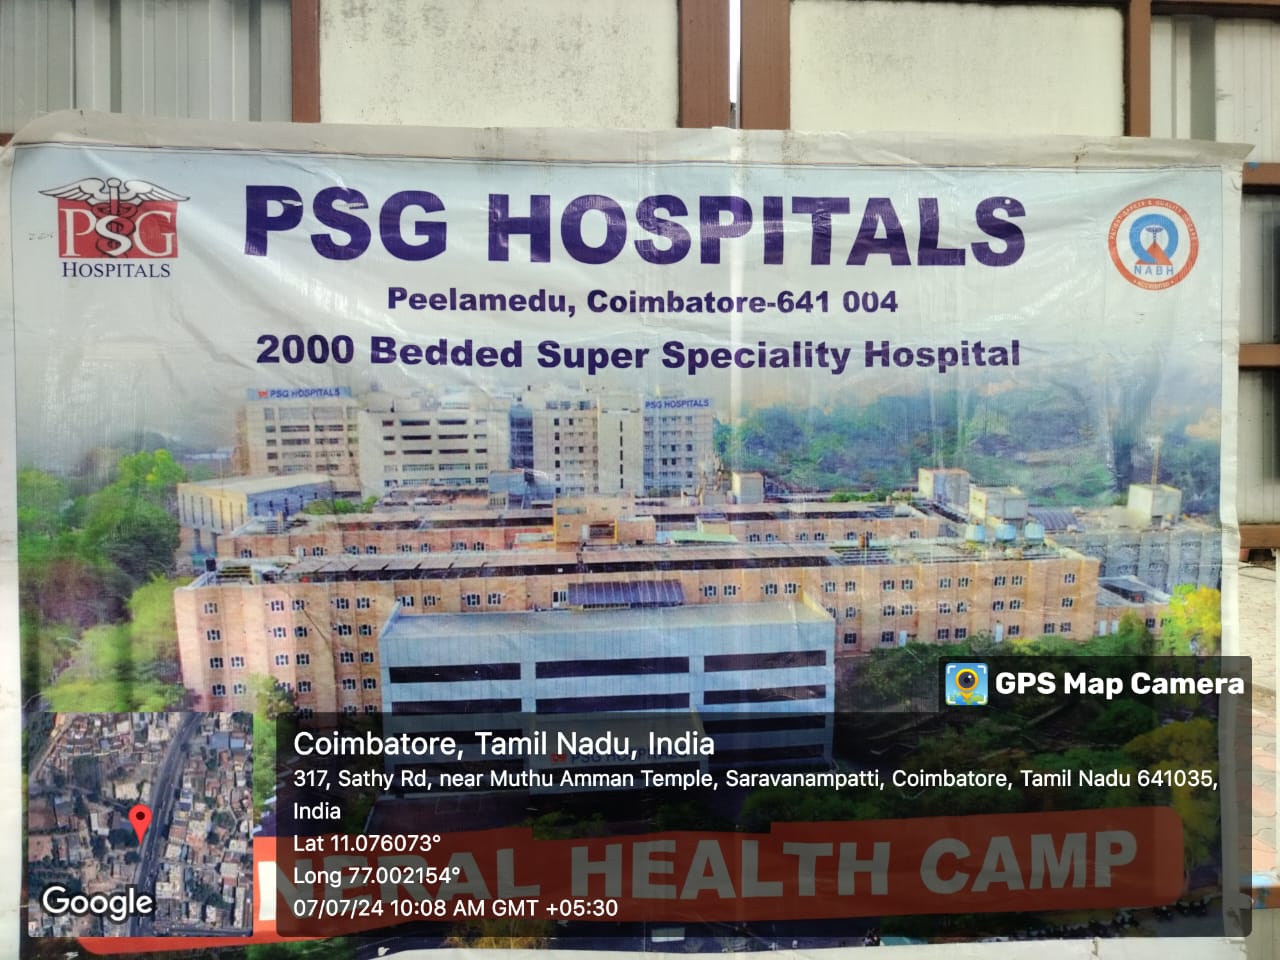 PSG
HOSPITALS
PSG HOSPITALS
NABH
Peelamedu, Coimbatore-641 004
2000 Bedded Super Speciality Hospital
PSG HOSPITALS
PSG HOSPITALS
GPS Map Camera
Coimbatore, Tamil Nadu, India
PSG HOSPITALS
317, Sathy Rd, near Muthu Amman Temple, Saravanampatti, Coimbatore, Tamil Nadu 641035,
India
Lat 11.076073°
Long 77.002154°
07/07/24 10:08 AM GMT +05:30
HEALTH CAMP
Google